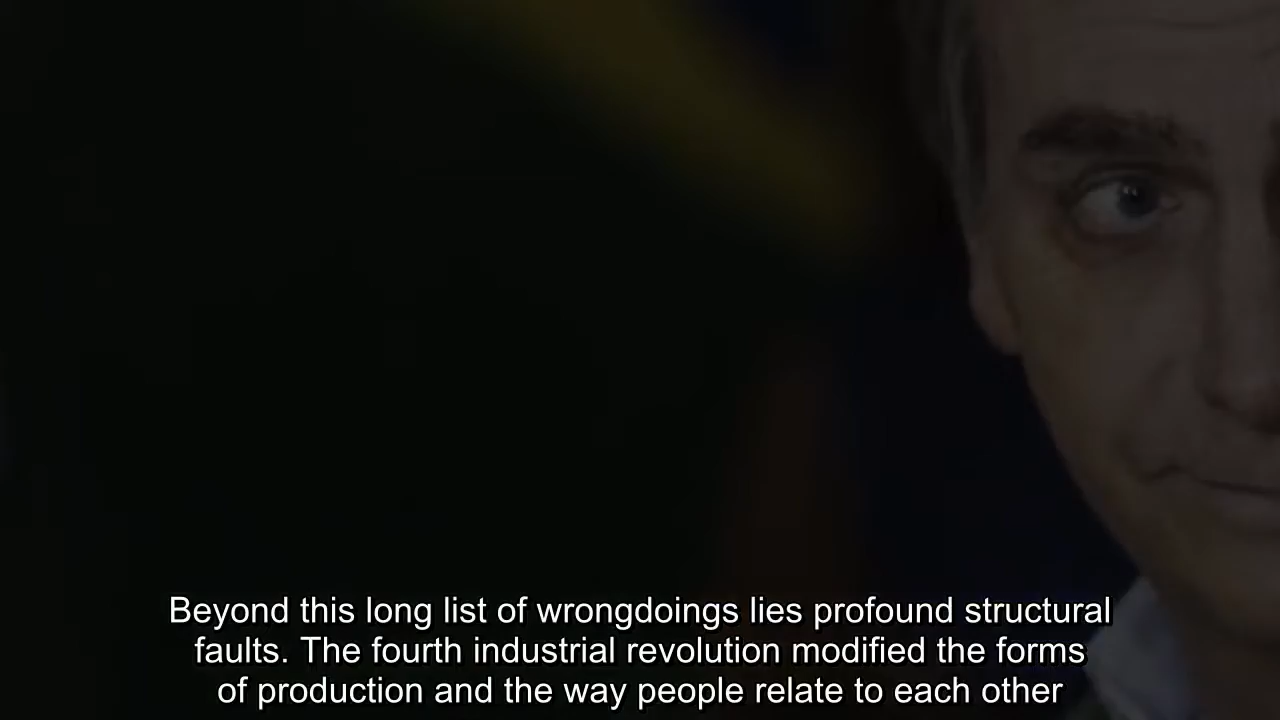 Beyond this long list of wrongdoings lies profound structural
faults. The fourth industrial revolution modified the forms
of production and the way people relate to each other